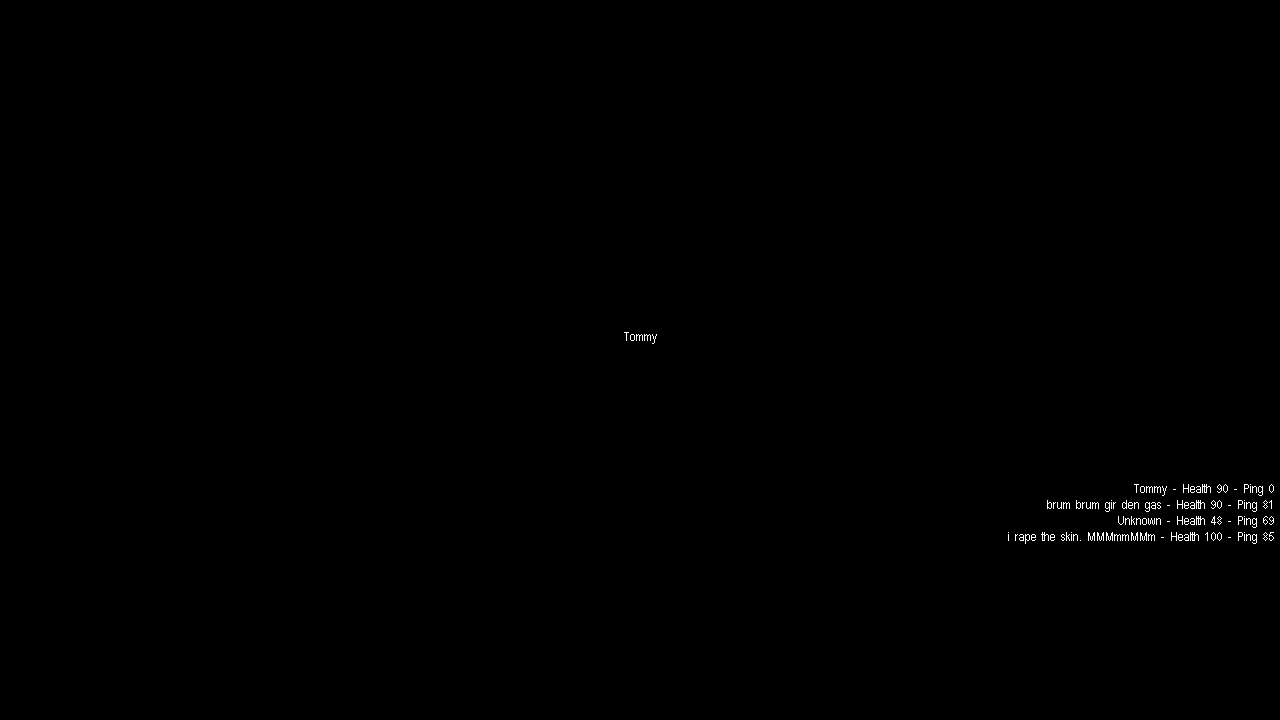 Tommy
Tommy - Health 90 - Ping 0
brum brum gir den gas - Health 90 - Ping 81
Unknown - Health 48 - Ping 69
i rape the skin. MMMmmMMm - Health 100 - Ping 85